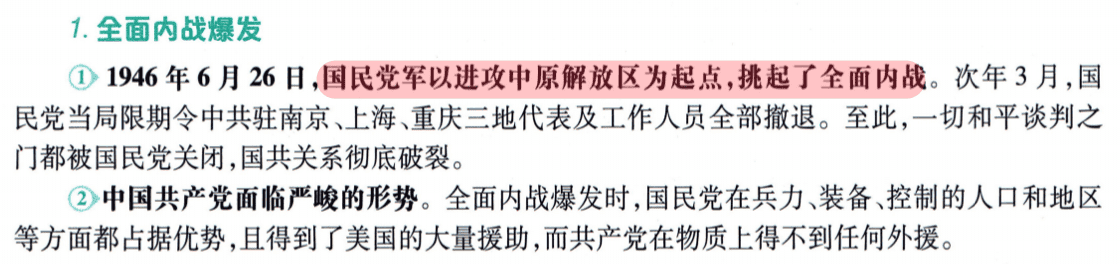 1. 全面内战爆发
① 1946 年 6 月 26 日,国民党军以进攻中原解放区为起点,挑起了全面内战。次年 3 月,国
民党当局限期令中共驻南京、上海、重庆三地代表及工作人员全部撤退。至此,一切和平谈判之
门都被国民党关闭,国共关系彻底破裂。
② 中国共产党面临严峻的形势。全面内战爆发时,国民党在兵力、装备、控制的人口和地区
等方面都占据优势,且得到了美国的大量援助,而共产党在物质上得不到任何外援。